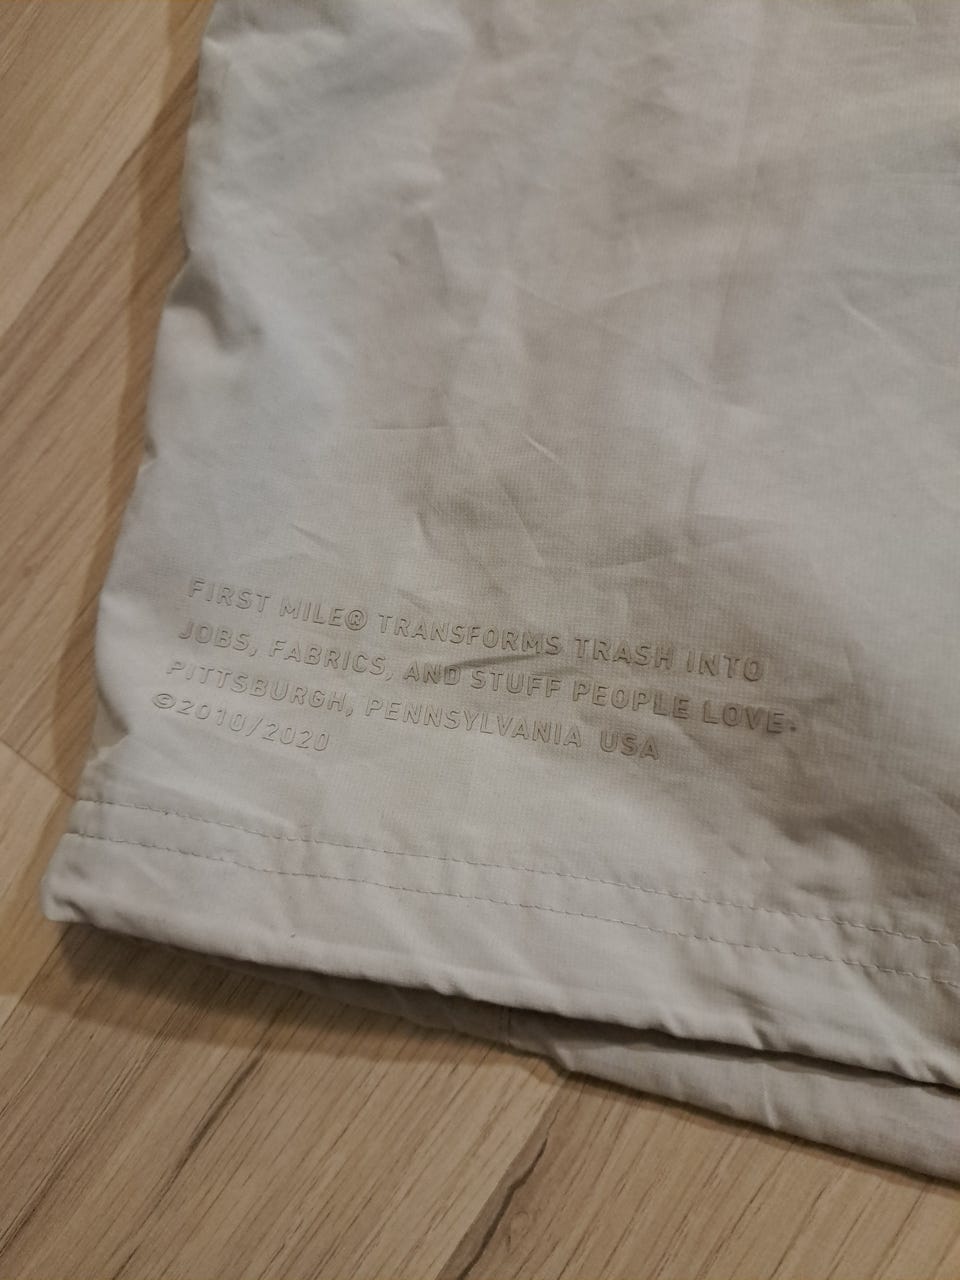 FIRST MILE® TRANSFORMS TRASH INTO
JOBS, FABRICS, AND STUFF PEOPLE LOVE.
PITTSBURGH, PENNSYLVANIA USA
©2010/2020